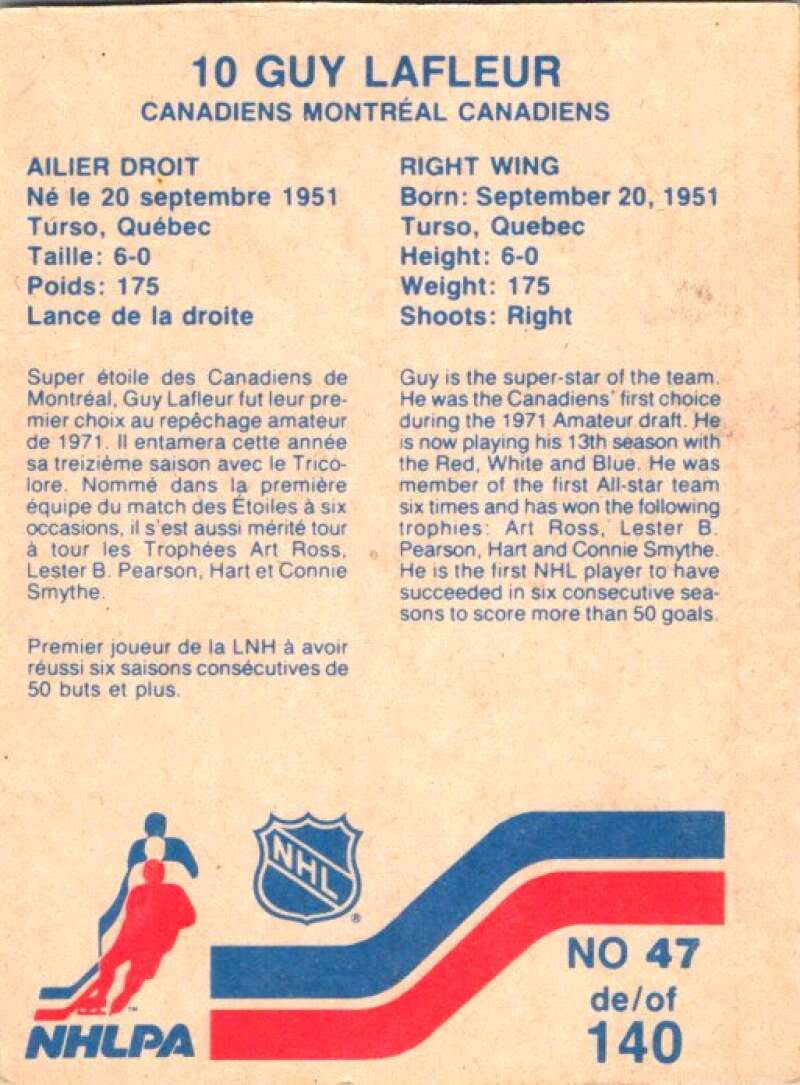 10 GUY LAFLEUR
CANADIENS MONTRÉAL CANADIENS
AILIER DROIT
Né le 20 septembre 1951
Turso, Québec
Taille: 6-0
Poids: 175
Lance de la droite
Super étoile des Canadiens de
Montréal, Guy Lafleur fut leur pre-
mier choix au repêchage amateur
de 1971. Il entamera cette année
sa treizième saison avec le Trico-
lore. Nommé dans la première
équipe du match des Étoiles à six
occasions, il s'est aussi mérité tour
à tour les Trophées Art Ross,
Lester B. Pearson, Hart et Connie
Smythe.
Premier joueur de la LNH à avoir
réussi six saisons consécutives de
50 buts et plus.
RIGHT WING
Born: September 20, 1951
Turso, Quebec
Height: 6-0
Weight: 175
Shoots: Right
Guy is the super-star of the team.
He was the Canadiens' first choice
during the 1971 Amateur draft. He
is now playing his 13th season with
the Red, White and Blue. He was
member of the first All-star team
six times and has won the following
trophies: Art Ross, Lester B.
Pearson, Hart and Connie Smythe.
He is the first NHL player to have
succeeded in six consecutive sea-
sons to score more than 50 goals.
NHL
®
™
NHLPA
NO 47
de/of
140